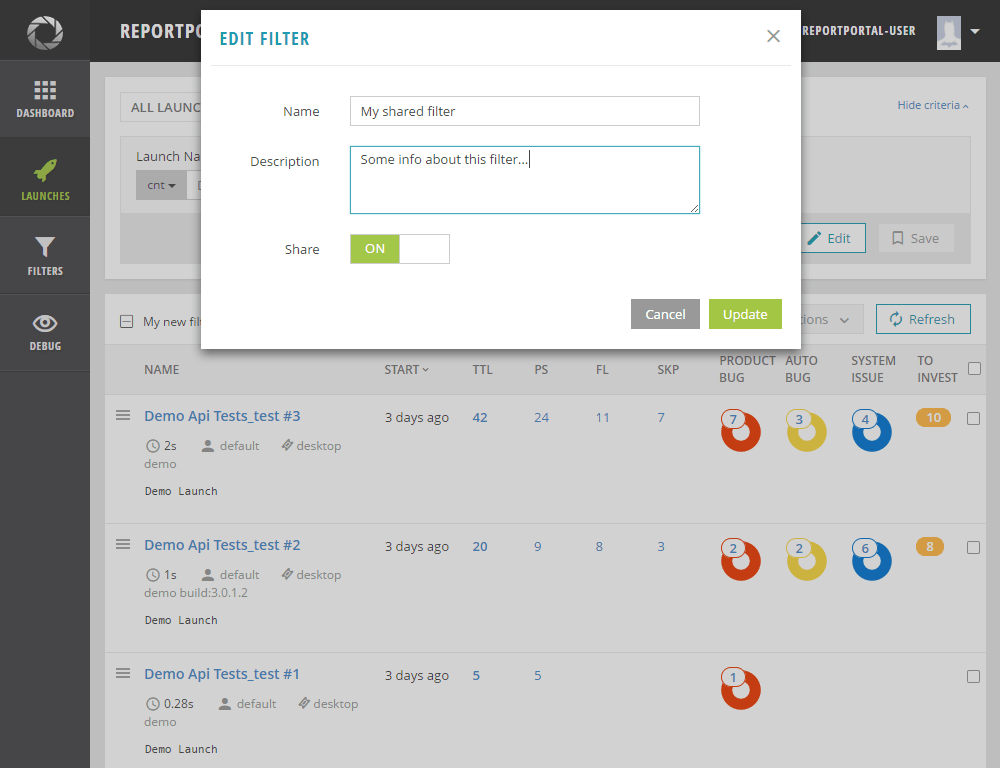 REPORTPO
REPORTPORTAL-USER
DASHBOARD
LAUNCHES
FILTERS
DEBUG
EDIT FILTER
Name
My shared filter
Description
Some info about this filter...
Share
ON
Cancel
Update
ALL LAUNC
Hide criteria
Launch Na
cnt
Edit
Save
My new fil
ions
Refresh
NAME
START
TTL
PS
FL
SKP
PRODUCT BUG
AUTO BUG
SYSTEM ISSUE
TO INVEST
Demo Api Tests_test #3
3 days ago
42
24
11
7
7
3
4
10
2s
default
desktop
demo
Demo Launch
Demo Api Tests_test #2
3 days ago
20
9
8
3
2
2
6
8
1s
default
desktop
demo build:3.0.1.2
Demo Launch
Demo Api Tests_test #1
3 days ago
5
5
1
0.28s
default
desktop
demo
Demo Launch